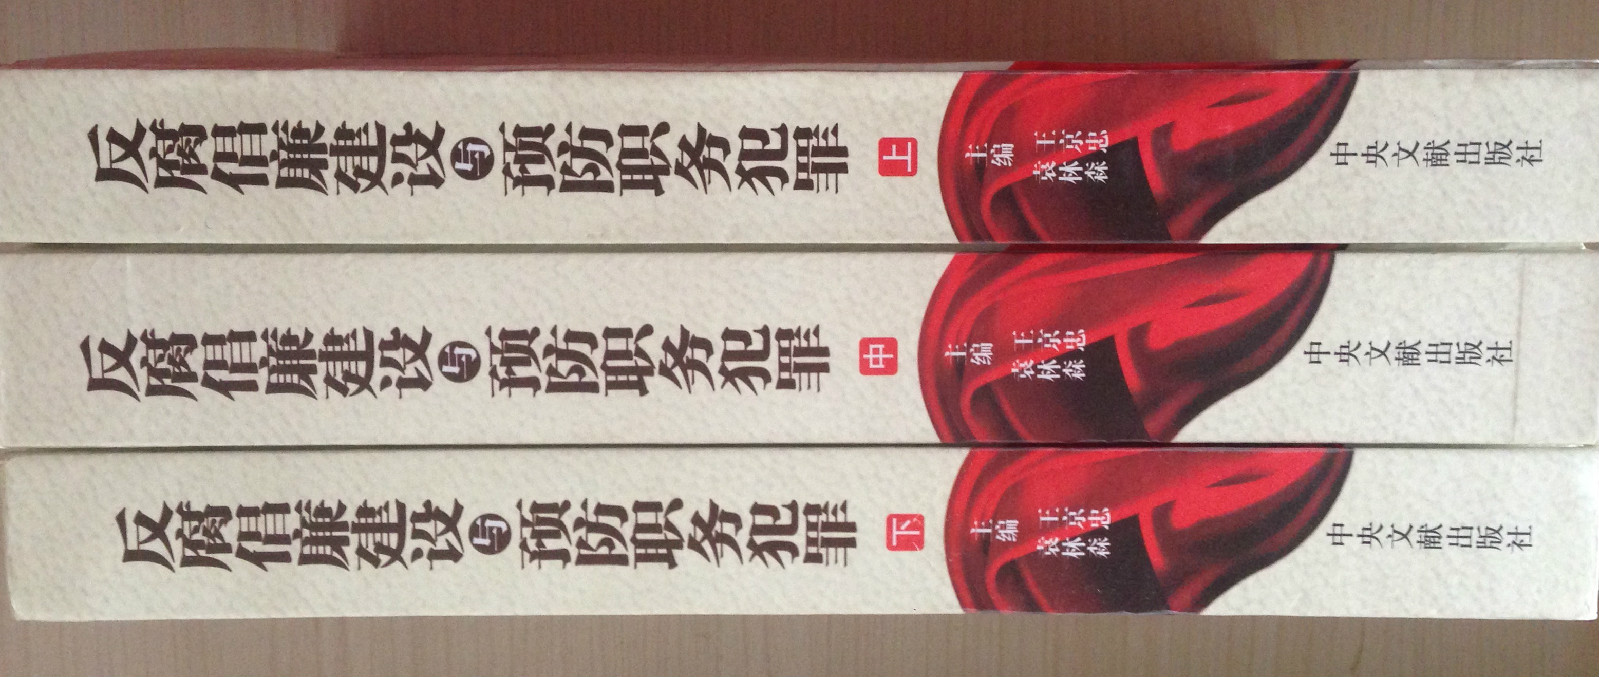 反腐倡廉建设与预防职务犯罪
上
主编
王京忠
袁林森
中央文献出版社
反腐倡廉建设与预防职务犯罪
中
主编
王京忠
袁林森
中央文献出版社
反腐倡廉建设与预防职务犯罪
下
主编
王京忠
袁林森
中央文献出版社